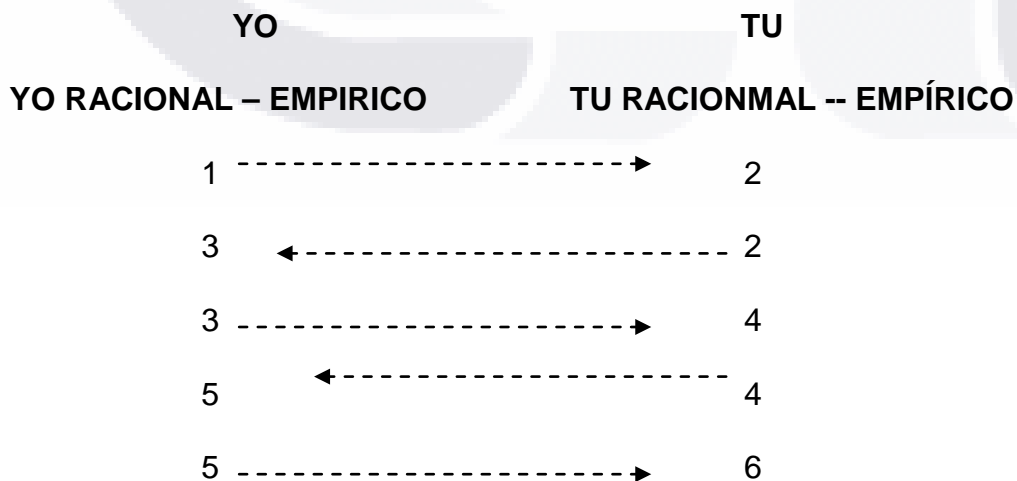 YO TU
YO RACIONAL – EMPIRICO TU RACIONMAL -- EMPÍRICO
1 2
3 2
3 4
5 4
5 6